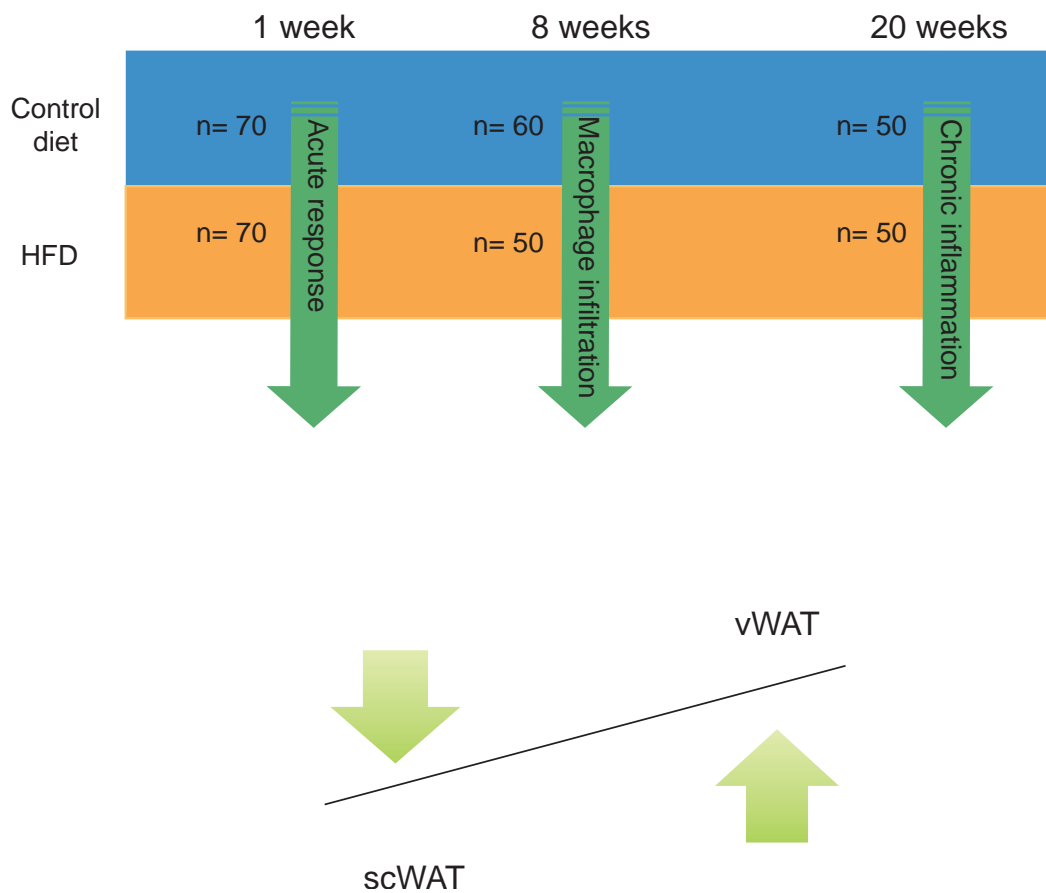 1 week
8 weeks
20 weeks
Control
diet
n= 70
Acute response
n= 60
Macrophage infiltration
n= 50
Chronic inflammation
HFD
n= 70
n= 50
n= 50
vWAT
scWAT